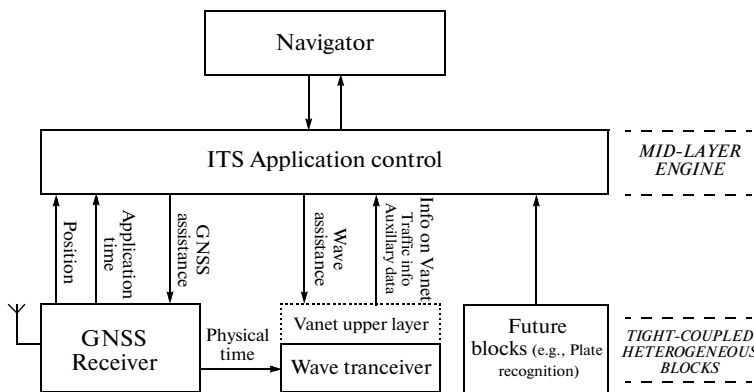 Navigator
ITS Application control
MID-LAYER
ENGINE
Position
Application
time
GNSS
assistance
Wave
assistance
Info on Vanet
Traffic info
Auxillary data
GNSS
Receiver
Physical
time
Vanet upper layer
Wave tranceiver
Future
blocks (e.g., Plate
recognition)
TIGHT-COUPLED
HETEROGENEOUS
BLOCKS